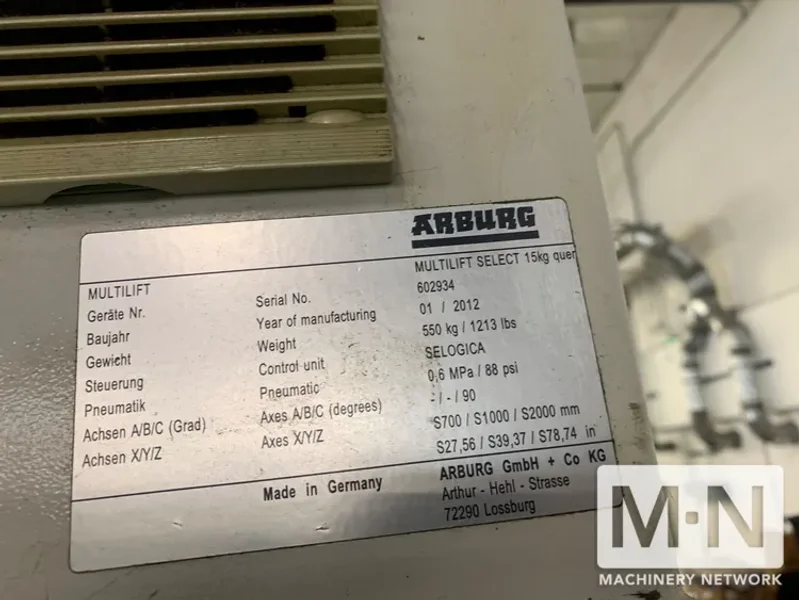 ARBURG
MULTILIFT MULTILIFT SELECT 15kg quer
Geräte Nr. Serial No. 602934
Baujahr Year of manufacturing 01 / 2012
Gewicht Weight 550 kg / 1213 lbs
Steuerung Control unit SELOGICA
Pneumatik Pneumatic 0,6 MPa / 88 psi
Achsen A/B/C (Grad) Axes A/B/C (degrees) - / - / 90
Achsen X/Y/Z Axes X/Y/Z S700 / S1000 / S2000 mm
S27,56 / S39,37 / S78,74 in
Made in Germany ARBURG GmbH + Co KG
Arthur - Hehl - Strasse
72290 Lossburg
M·N
MACHINERY NETWORK